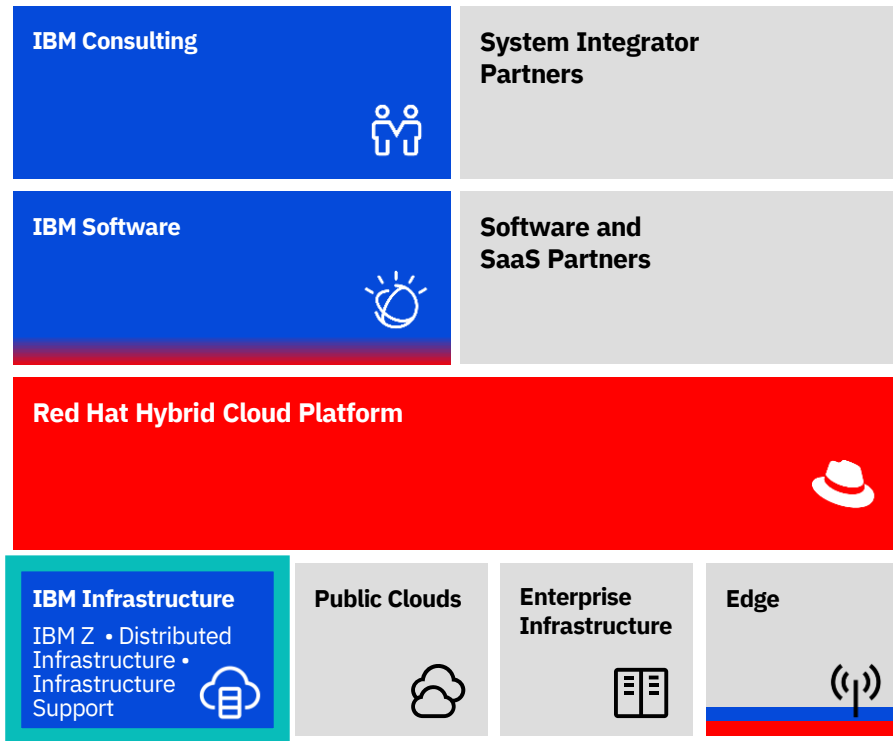 IBM Consulting
System Integrator
Partners
IBM Software
Software and
SaaS Partners
Red Hat Hybrid Cloud Platform
IBM Infrastructure
IBM Z • Distributed
Infrastructure •
Infrastructure
Support
Public Clouds
Enterprise
Infrastructure
Edge